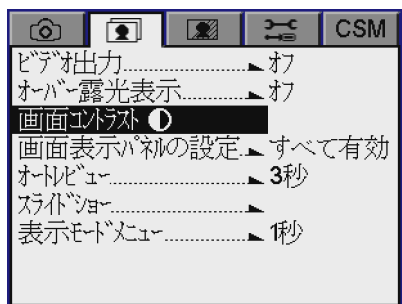 CSM
ﾋﾞﾃﾞｵ出力...............オフ
ｵｰﾊﾞｰ露光表示.........オフ
画面ｺﾝﾄﾗｽﾄ
画面表示ﾊﾟﾈﾙの設定..すべて有効
ｵｰﾄﾚﾋﾞｭｰ...................3秒
ｽﾗｲﾄﾞｼｮｰ...................
表示ﾓｰﾄﾞﾒﾆｭｰ............1秒